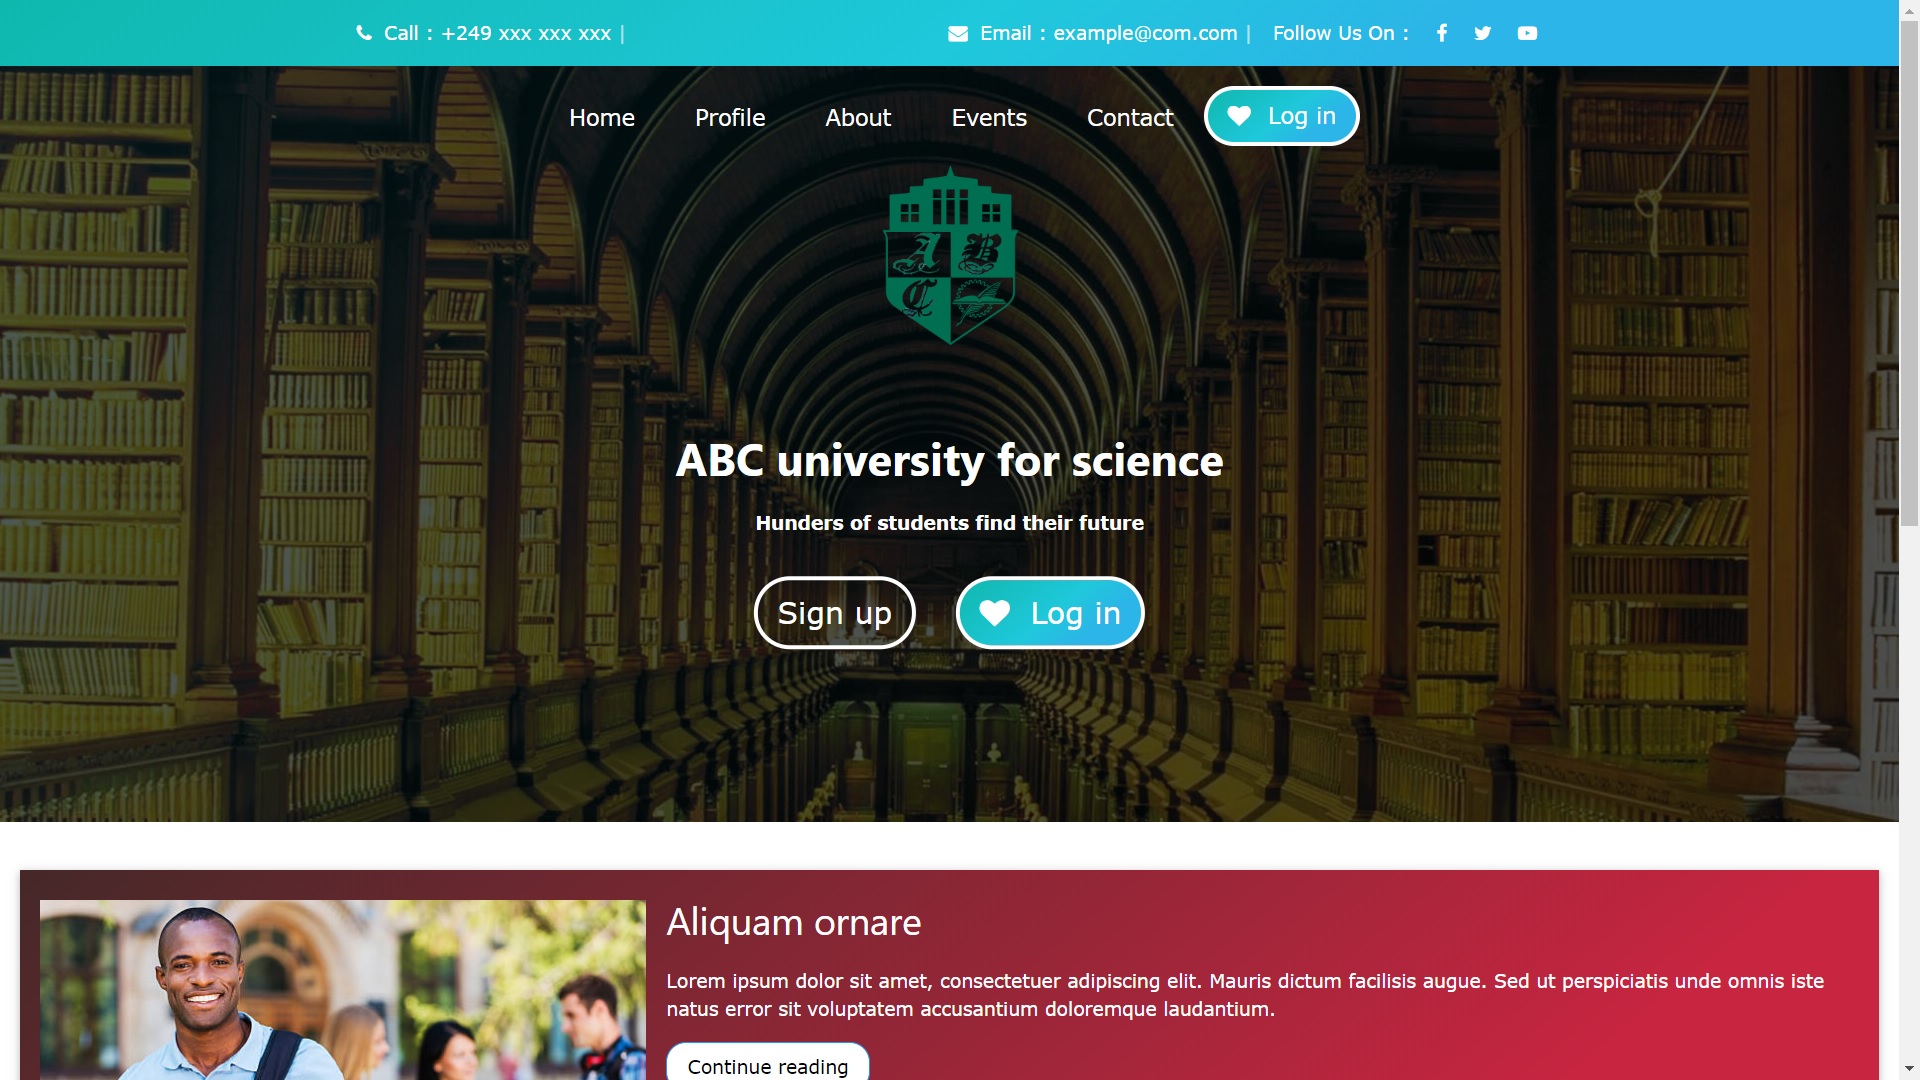 Call : +249 xxx xxx xxx |
Email : example@com.com |
Follow Us On :
Home
Profile
About
Events
Contact
Log in
A B
C
ABC university for science
Hunders of students find their future
Sign up
Log in
Aliquam ornare
Lorem ipsum dolor sit amet, consectetuer adipiscing elit. Mauris dictum facilisis augue. Sed ut perspiciatis unde omnis iste
natus error sit voluptatem accusantium doloremque laudantium.
Continue reading